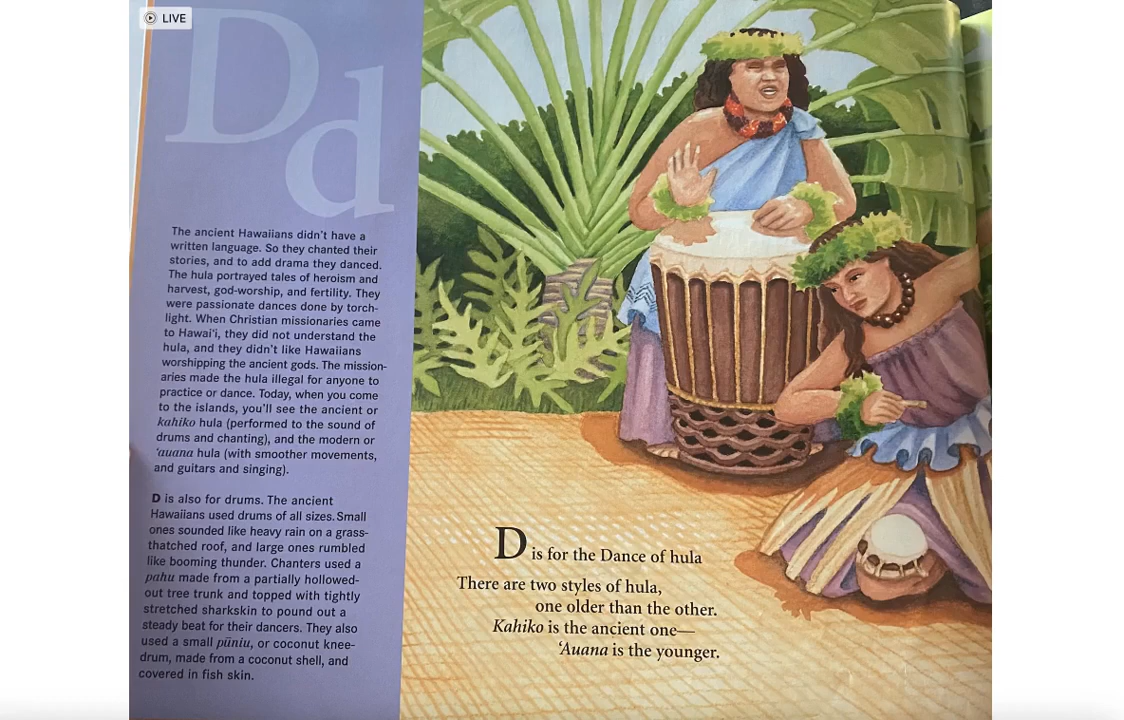 LIVE
Dd
The ancient Hawaiians didn't have a
written language. So they chanted their
stories, and to add drama they danced.
The hula portrayed tales of heroism and
harvest, god-worship, and fertility. They
were passionate dances done by torch-
light. When Christian missionaries came
to Hawai'i, they did not understand the
hula, and they didn't like Hawaiians
worshipping the ancient gods. The mission-
aries made the hula illegal for anyone to
practice or dance. Today, when you come
to the islands, you'll see the ancient or
kahiko hula (performed to the sound of
drums and chanting), and the modern or
'auana hula (with smoother movements,
and guitars and singing).
D is also for drums. The ancient
Hawaiians used drums of all sizes. Small
ones sounded like heavy rain on a grass-
thatched roof, and large ones rumbled
like booming thunder. Chanters used a
pahu made from a partially hollowed-
out tree trunk and topped with tightly
stretched sharkskin to pound out a
steady beat for their dancers. They also
used a small pūniu, or coconut knee-
drum, made from a coconut shell, and
covered in fish skin.
D is for the Dance of hula
There are two styles of hula,
one older than the other.
Kahiko is the ancient one—
'Auana is the younger.